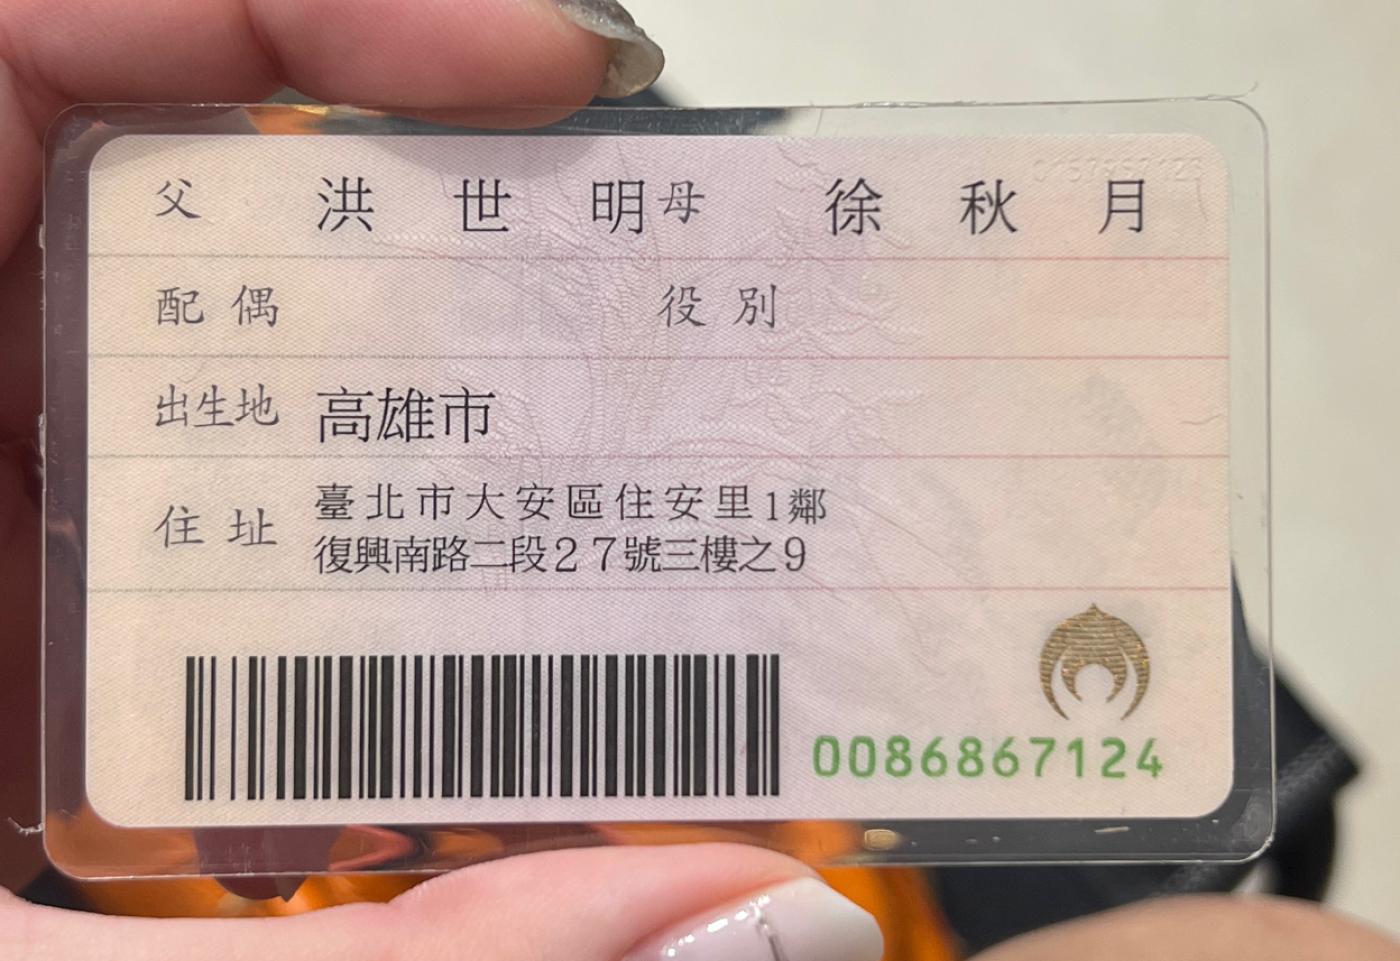 父 洪世明 母 徐秋月
配偶 役別
出生地 高雄市
住址 臺北市大安區住安里1鄰
復興南路二段27號三樓之9
0086867124